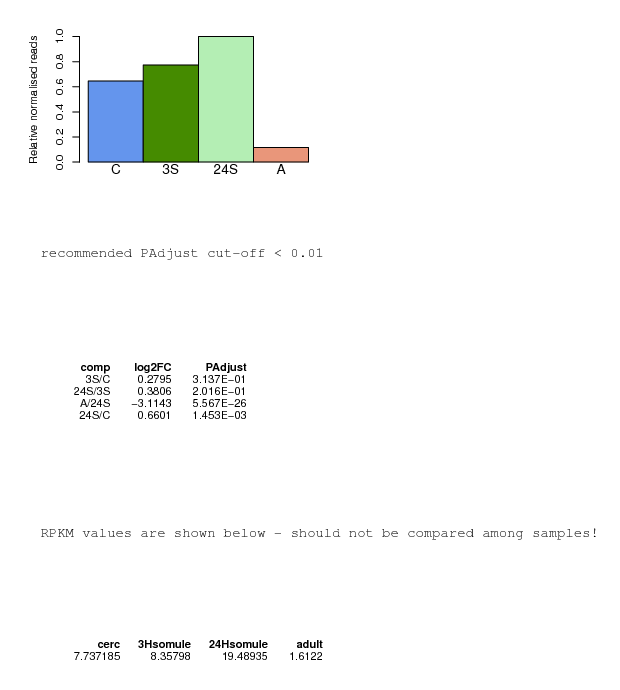 Relative normalised reads
1.0
0.8
0.6
0.4
0.2
0.0
C 3S 24S A
recommended PAdjust cut-off < 0.01
comp log2FC PAdjust
3S/C 0.2795 3.137E−01
24S/3S 0.3806 2.016E−01
A/24S −3.1143 5.567E−26
24S/C 0.6601 1.453E−03
RPKM values are shown below - should not be compared among samples!
cerc 3Hsomule 24Hsomule adult
7.737185 8.35798 19.48935 1.6122